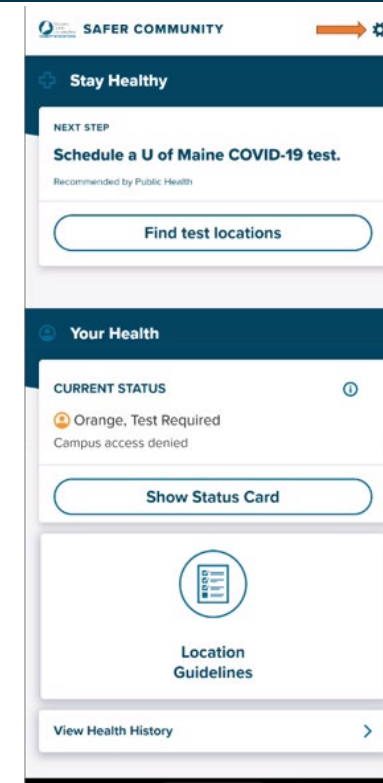 SAFER COMMUNITY
Stay Healthy
NEXT STEP
Schedule a U of Maine COVID-19 test.
Recommended by Public Health
Find test locations
Your Health
CURRENT STATUS
Orange, Test Required
Campus access denied
Show Status Card
Location
Guidelines
View Health History